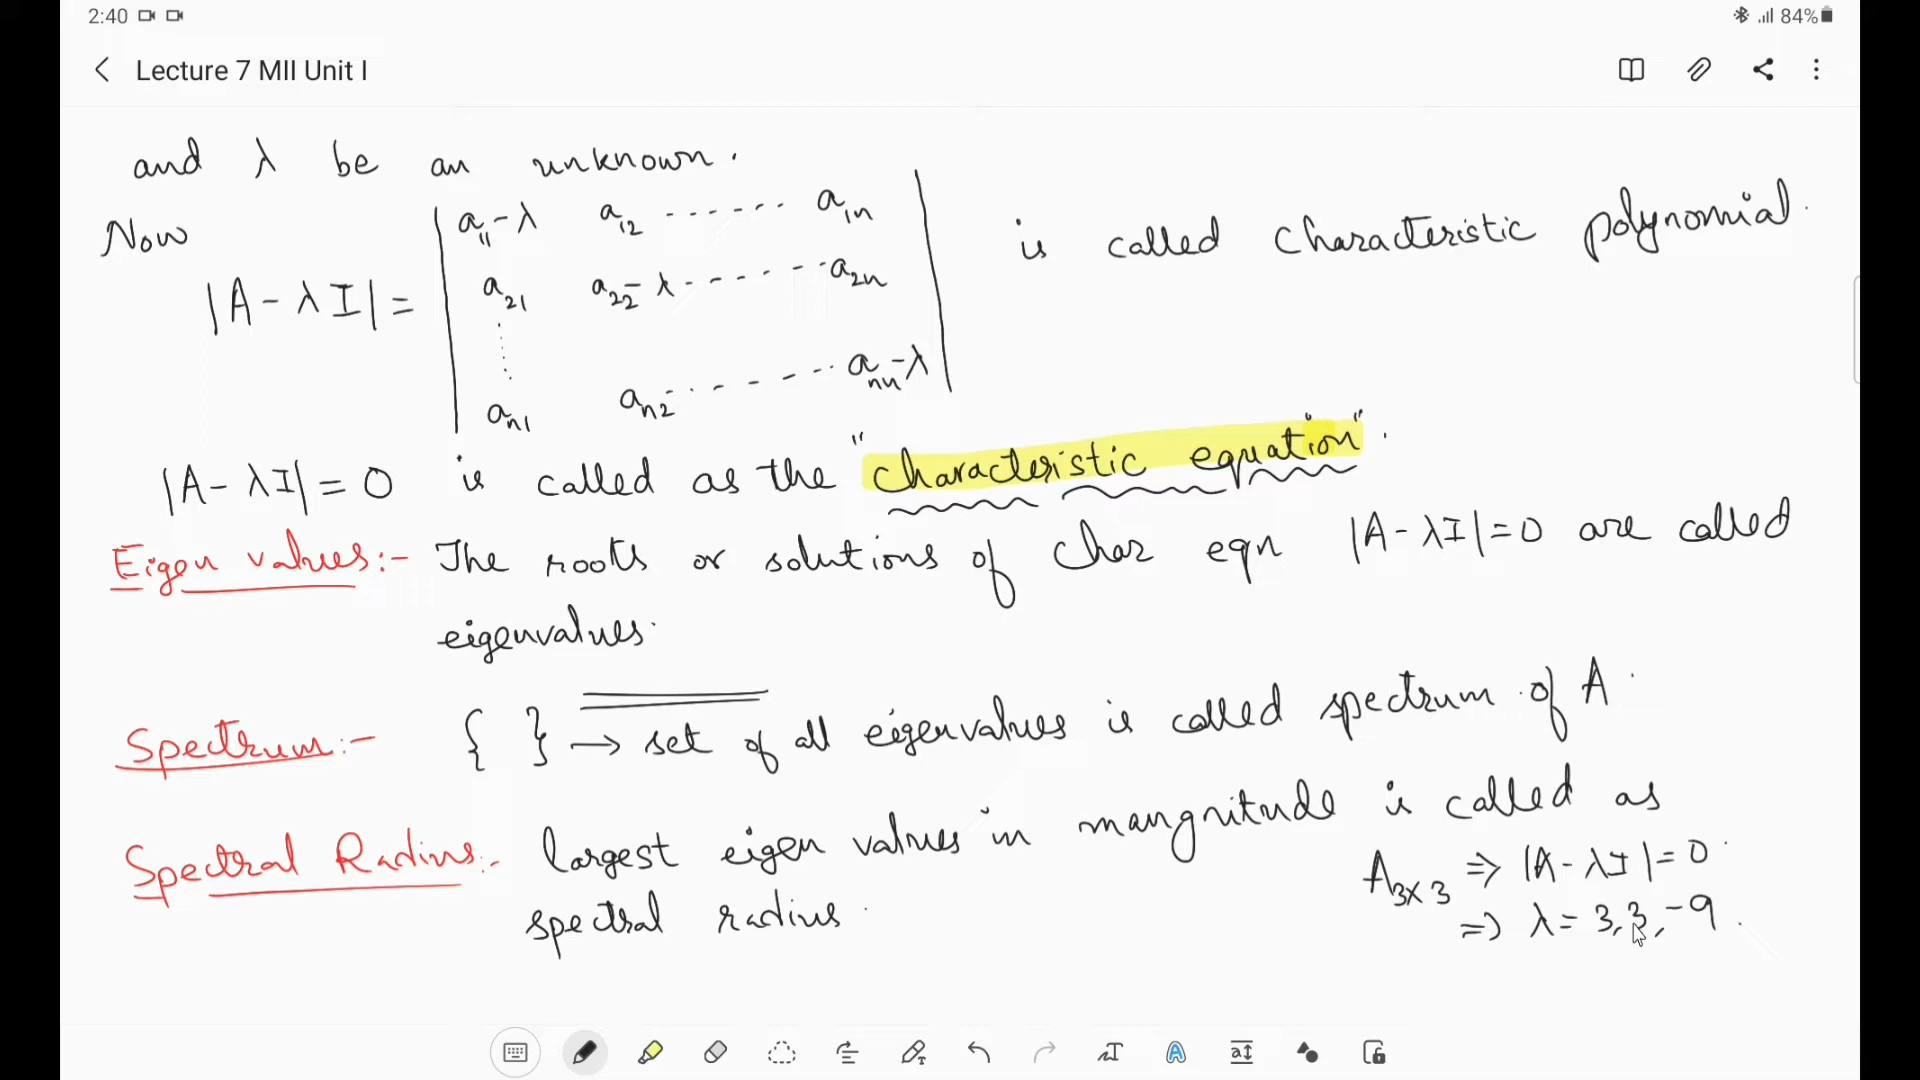 2:40
84%
Lecture 7 MII Unit I
and λ be an unknown.
Now
|A - λI| = | a11-λ a12 ------ a1n | is called characteristic polynomial.
a21 a22-λ ------ a2n
an1 an2 ------ ann-λ
|A - λI| = 0 is called as the "characteristic equation".
Eigen values:- The roots or solutions of char eqn |A - λI| = 0 are called
eigenvalues.
Spectrum:- { } → set of all eigenvalues is called spectrum of A.
Spectral Radius:- largest eigen values in mangnitude is called as
spectral radius.
A3x3 ⇒ |A - λI| = 0.
⇒ λ = 3, 3, -9.